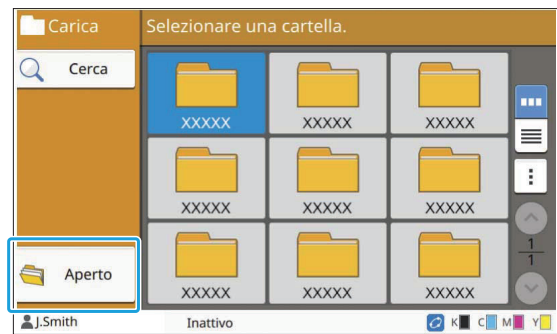 Carica
Selezionare una cartella.
Cerca
XXXXX
XXXXX
XXXXX
XXXXX
XXXXX
XXXXX
Aperto
XXXXX
XXXXX
XXXXX
1
1
J.Smith
Inattivo
K C M Y